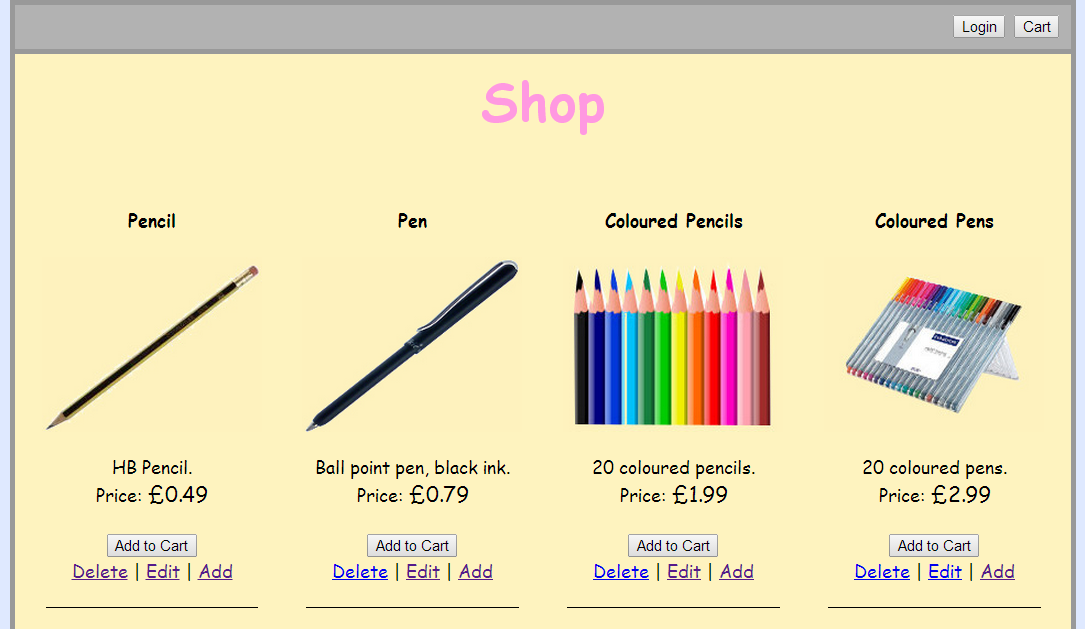 Login Cart
Shop
Pencil Pen Coloured Pencils Coloured Pens
HB Pencil. Ball point pen, black ink. 20 coloured pencils. 20 coloured pens.
Price: £0.49 Price: £0.79 Price: £1.99 Price: £2.99
Add to Cart Add to Cart Add to Cart Add to Cart
Delete | Edit | Add Delete | Edit | Add Delete | Edit | Add Delete | Edit | Add